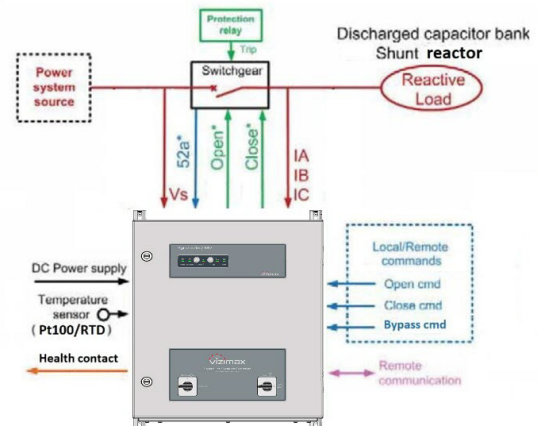 Protection
relay
Trip
Discharged capacitor bank
Shunt reactor
Power
system
source
Switchgear
Reactive
Load
52a*
Open*
Close*
IA
IB
IC
Vs
Local/Remote
commands
DC Power supply
Open cmd
Temperature
sensor
Close cmd
( Pt100/RTD )
Bypass cmd
Health contact
vizimax
Remote
communication